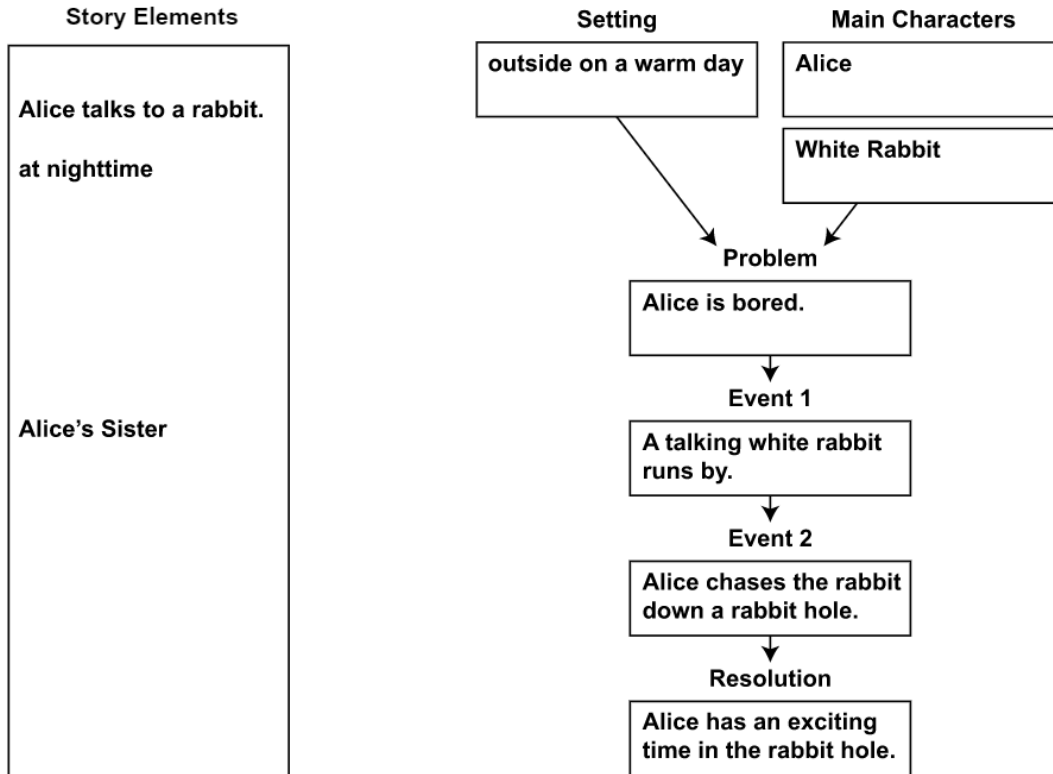 Story Elements
Alice talks to a rabbit.
at nighttime
Alice’s Sister
Setting
outside on a warm day
Main Characters
Alice
White Rabbit
Problem
Alice is bored.
Event 1
A talking white rabbit
runs by.
Event 2
Alice chases the rabbit
down a rabbit hole.
Resolution
Alice has an exciting
time in the rabbit hole.